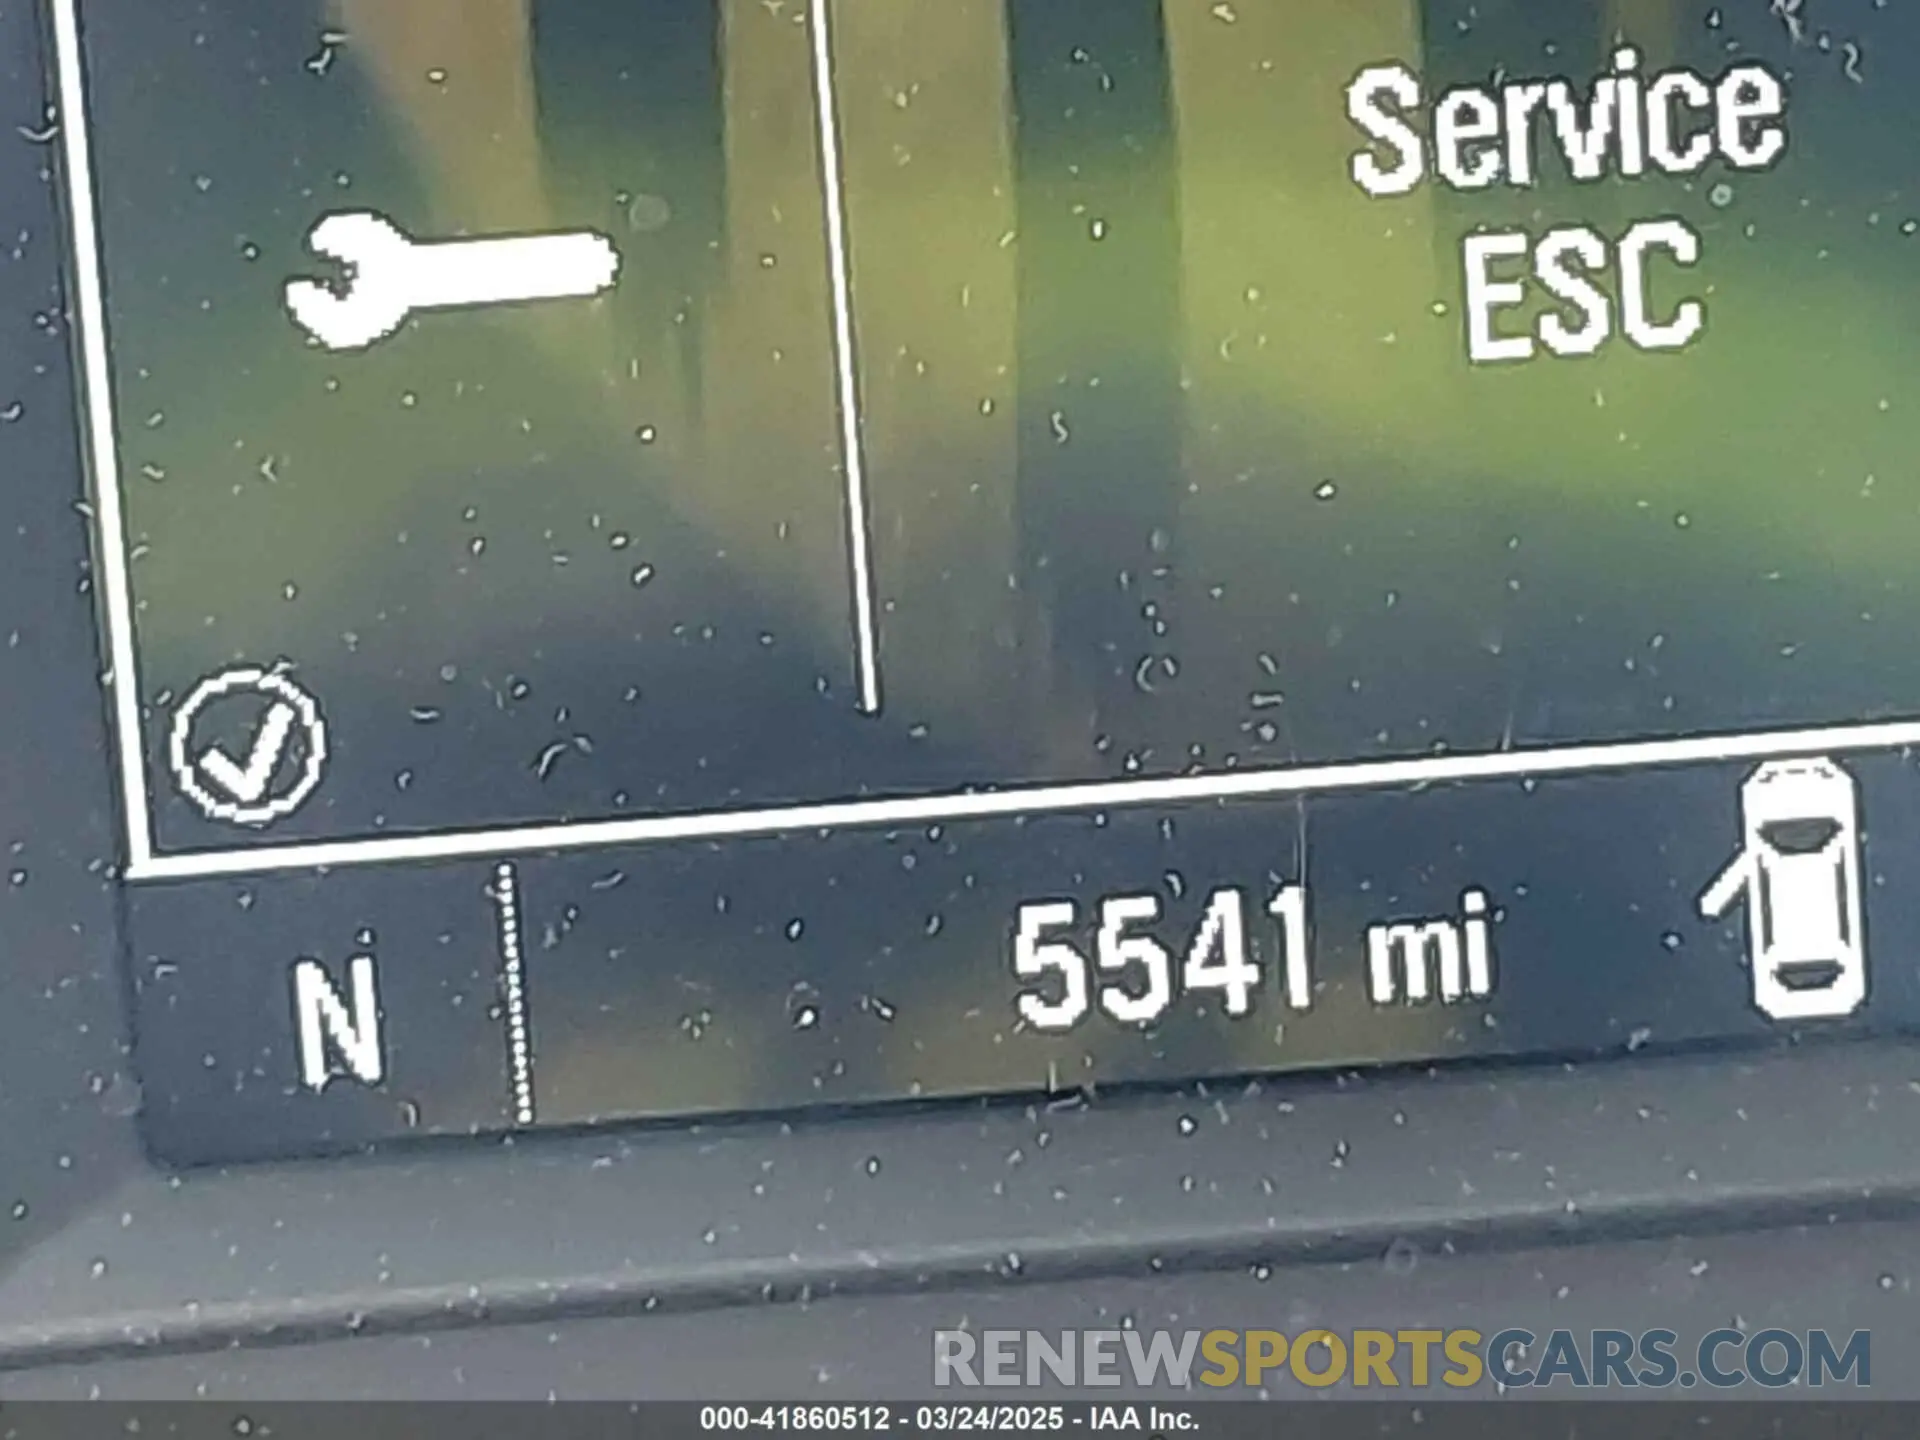 Service
ESC
N
5541 mi
RENEWSPORTSCARS.COM
000-41860512 - 03/24/2025 - IAA Inc.